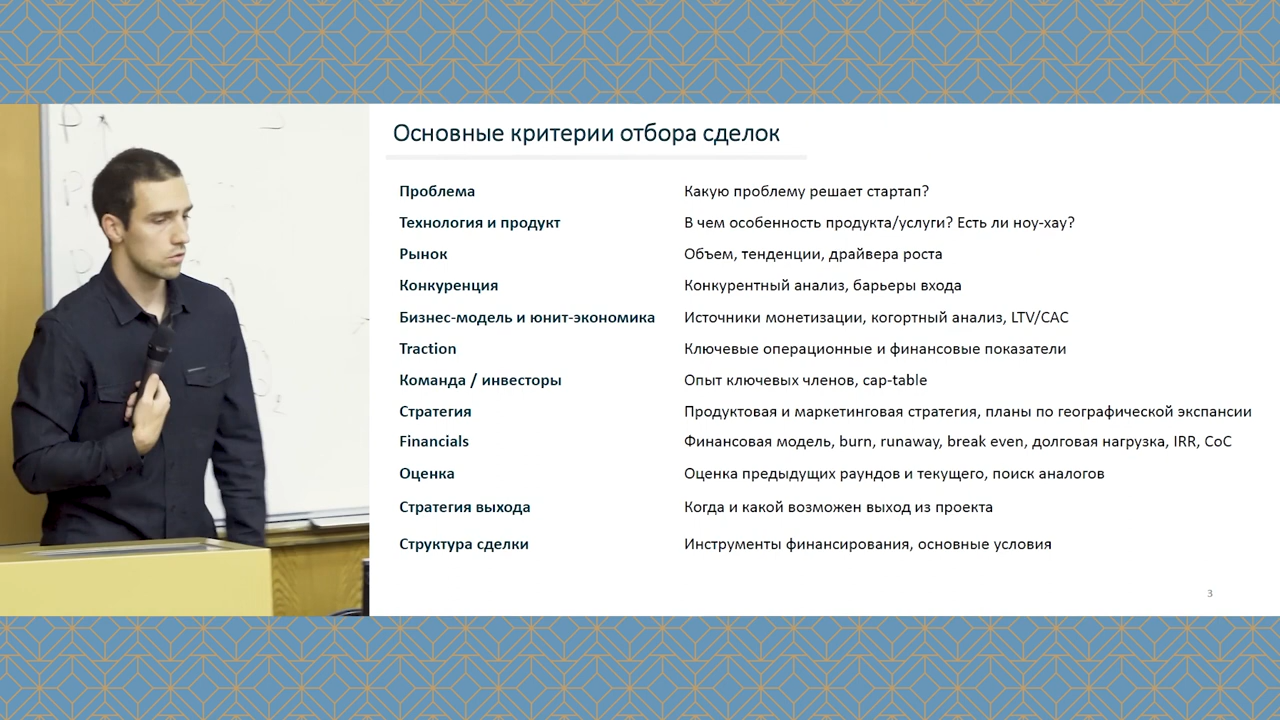 Основные критерии отбора сделок
Проблема Какую проблему решает стартап?
Технология и продукт В чем особенность продукта/услуги? Есть ли ноу-хау?
Рынок Объем, тенденции, драйвера роста
Конкуренция Конкурентный анализ, барьеры входа
Бизнес-модель и юнит-экономика Источники монетизации, когортный анализ, LTV/CAC
Traction Ключевые операционные и финансовые показатели
Команда / инвесторы Опыт ключевых членов, cap-table
Стратегия Продуктовая и маркетинговая стратегия, планы по географической экспансии
Financials Финансовая модель, burn, runaway, break even, долговая нагрузка, IRR, CoC
Оценка Оценка предыдущих раундов и текущего, поиск аналогов
Стратегия выхода Когда и какой возможен выход из проекта
Структура сделки Инструменты финансирования, основные условия
3